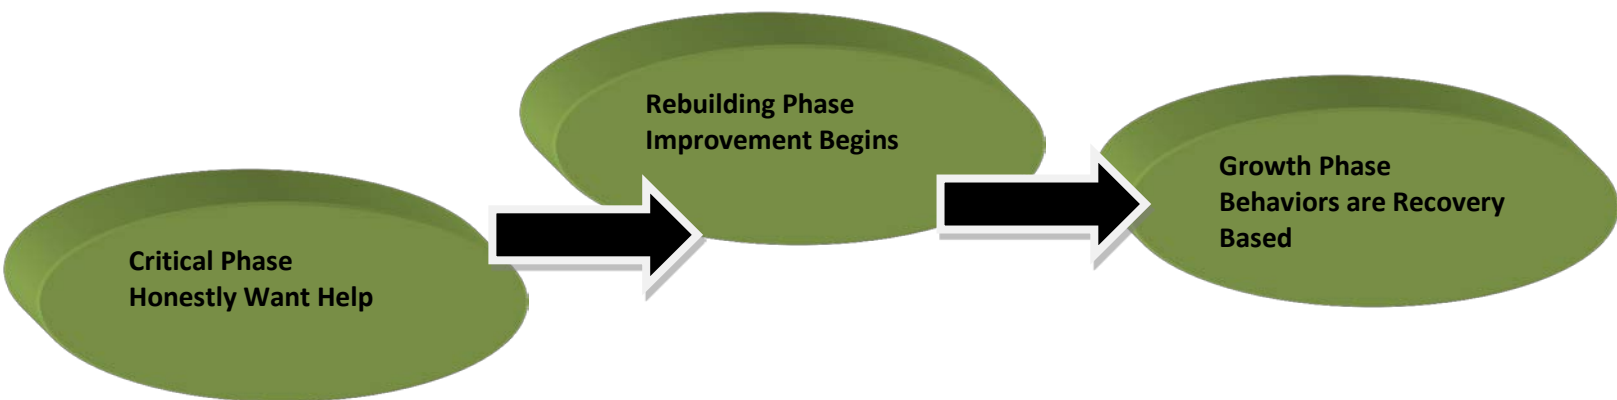 Critical Phase
Honestly Want Help
Rebuilding Phase
Improvement Begins
Growth Phase
Behaviors are Recovery
Based